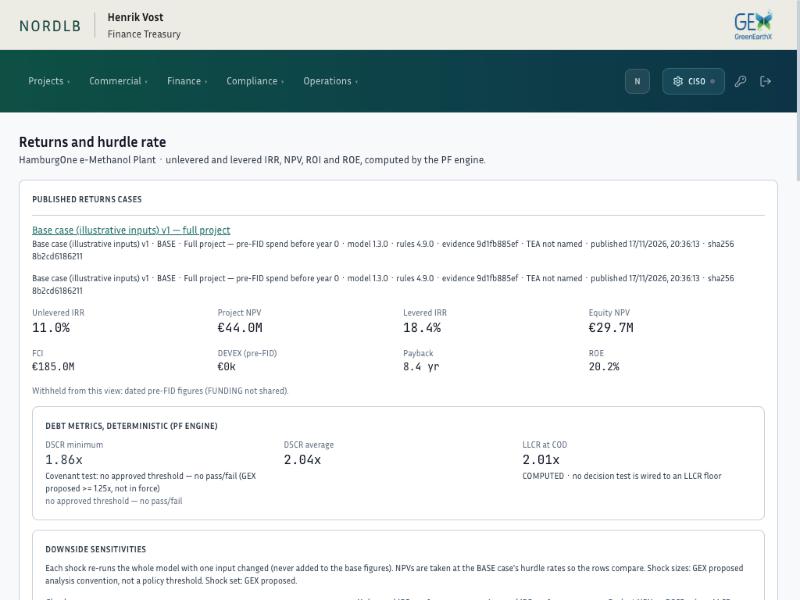 NORDLB
Henrik Vost
Finance Treasury
GEX
GreenEarthX
Projects
Commercial
Finance
Compliance
Operations
N
CISO
Returns and hurdle rate
HamburgOne e-Methanol Plant · unlevered and levered IRR, NPV, ROI and ROE, computed by the PF engine.
PUBLISHED RETURNS CASES
Base case (illustrative inputs) v1 — full project
Base case (illustrative inputs) v1 · BASE · Full project — pre-FID spend before year 0 · model 1.3.0 · rules 4.9.0 · evidence 9d1fb885ef · TEA not named · published 17/11/2026, 20:36:13 · sha256
8b2cd6186211
Base case (illustrative inputs) v1 · BASE · Full project — pre-FID spend before year 0 · model 1.3.0 · rules 4.9.0 · evidence 9d1fb885ef · TEA not named · published 17/11/2026, 20:36:13 · sha256
8b2cd6186211
Unlevered IRR
11.0%
Project NPV
€44.0M
Levered IRR
18.4%
Equity NPV
€29.7M
FCI
€185.0M
DEVEX (pre-FID)
€0k
Payback
8.4 yr
ROE
20.2%
Withheld from this view: dated pre-FID figures (FUNDING not shared).
DEBT METRICS, DETERMINISTIC (PF ENGINE)
DSCR minimum
1.86x
Covenant test: no approved threshold — no pass/fail (GEX
proposed >= 1.25x, not in force)
no approved threshold — no pass/fail
DSCR average
2.04x
LLCR at COD
2.01x
COMPUTED · no decision test is wired to an LLCR floor
DOWNSIDE SENSITIVITIES
Each shock re-runs the whole model with one input changed (never added to the base figures). NPVs are taken at the BASE case's hurdle rates so the rows compare. Shock sizes: GEX proposed
analysis convention, not a policy threshold. Shock set: GEX proposed.